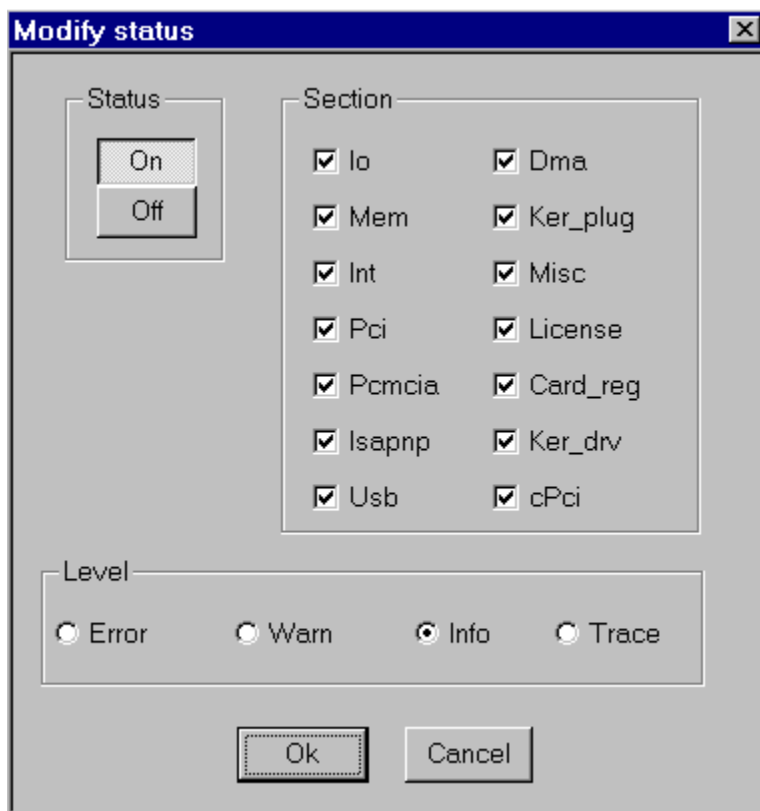 Modify status
Status
On
Off
Section
Io
Mem
Int
Pci
Pcmcia
Isapnp
Usb
Dma
Ker_plug
Misc
License
Card_reg
Ker_drv
cPci
Level
Error Warn Info Trace
Ok Cancel